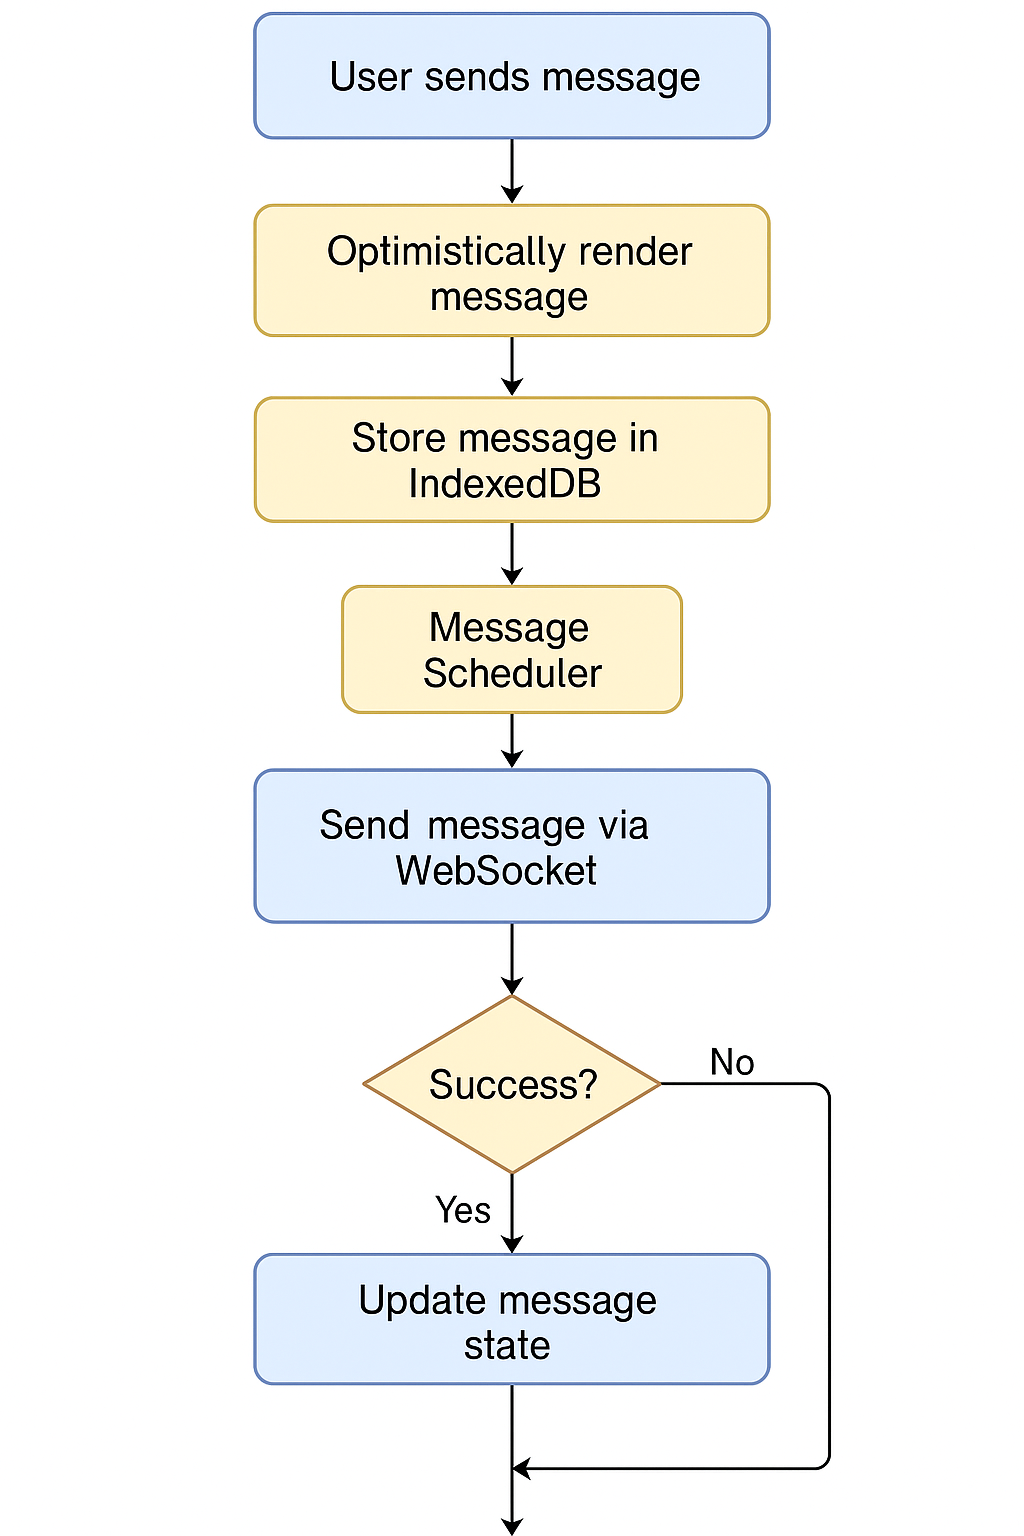 User sends message
Optimistically render
message
Store message in
IndexedDB
Message
Scheduler
Send message via
WebSocket
Success?
No
Yes
Update message
state